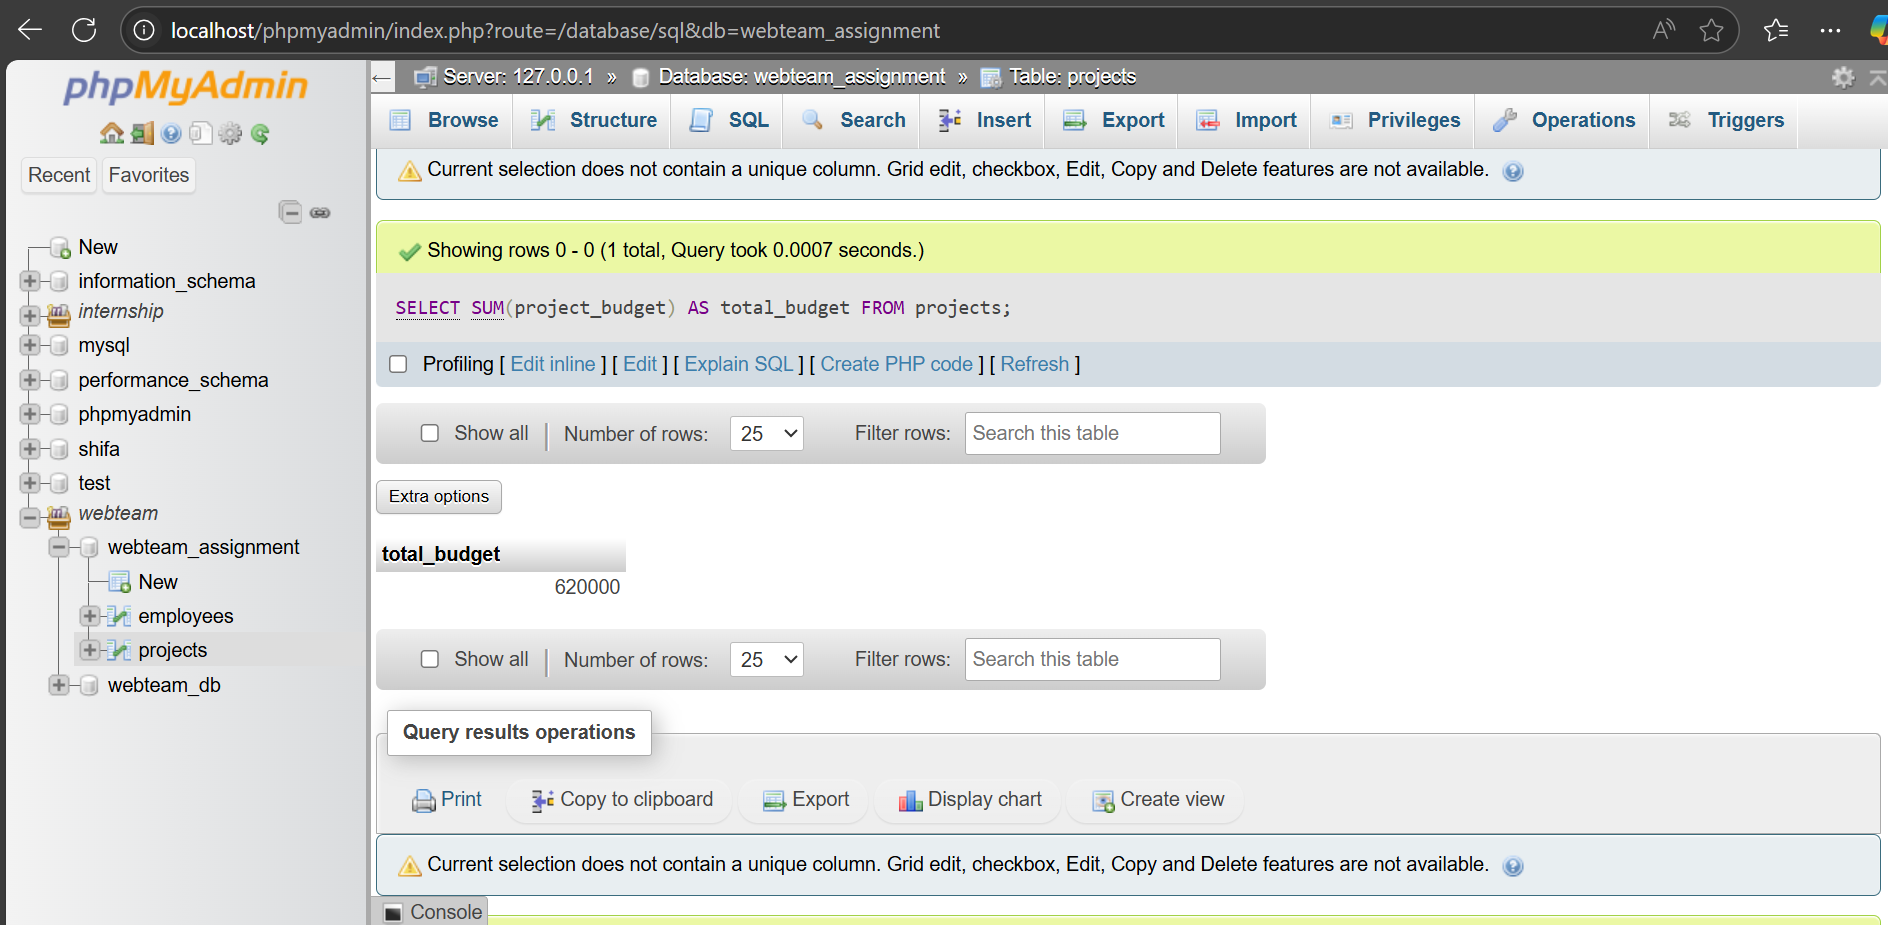 localhost/phpmyadmin/index.php?route=/database/sql&db=webteam_assignment
phpMyAdmin
Recent Favorites
New
information_schema
internship
mysql
performance_schema
phpmyadmin
shifa
test
webteam
webteam_assignment
New
employees
projects
webteam_db
Server: 127.0.0.1 » Database: webteam_assignment » Table: projects
Browse Structure SQL Search Insert Export Import Privileges Operations Triggers
Current selection does not contain a unique column. Grid edit, checkbox, Edit, Copy and Delete features are not available.
Showing rows 0 - 0 (1 total, Query took 0.0007 seconds.)
SELECT SUM(project_budget) AS total_budget FROM projects;
Profiling [ Edit inline ] [ Edit ] [ Explain SQL ] [ Create PHP code ] [ Refresh ]
Show all | Number of rows: 25 Filter rows: Search this table
Extra options
total_budget
620000
Show all | Number of rows: 25 Filter rows: Search this table
Query results operations
Print Copy to clipboard Export Display chart Create view
Current selection does not contain a unique column. Grid edit, checkbox, Edit, Copy and Delete features are not available.
Console